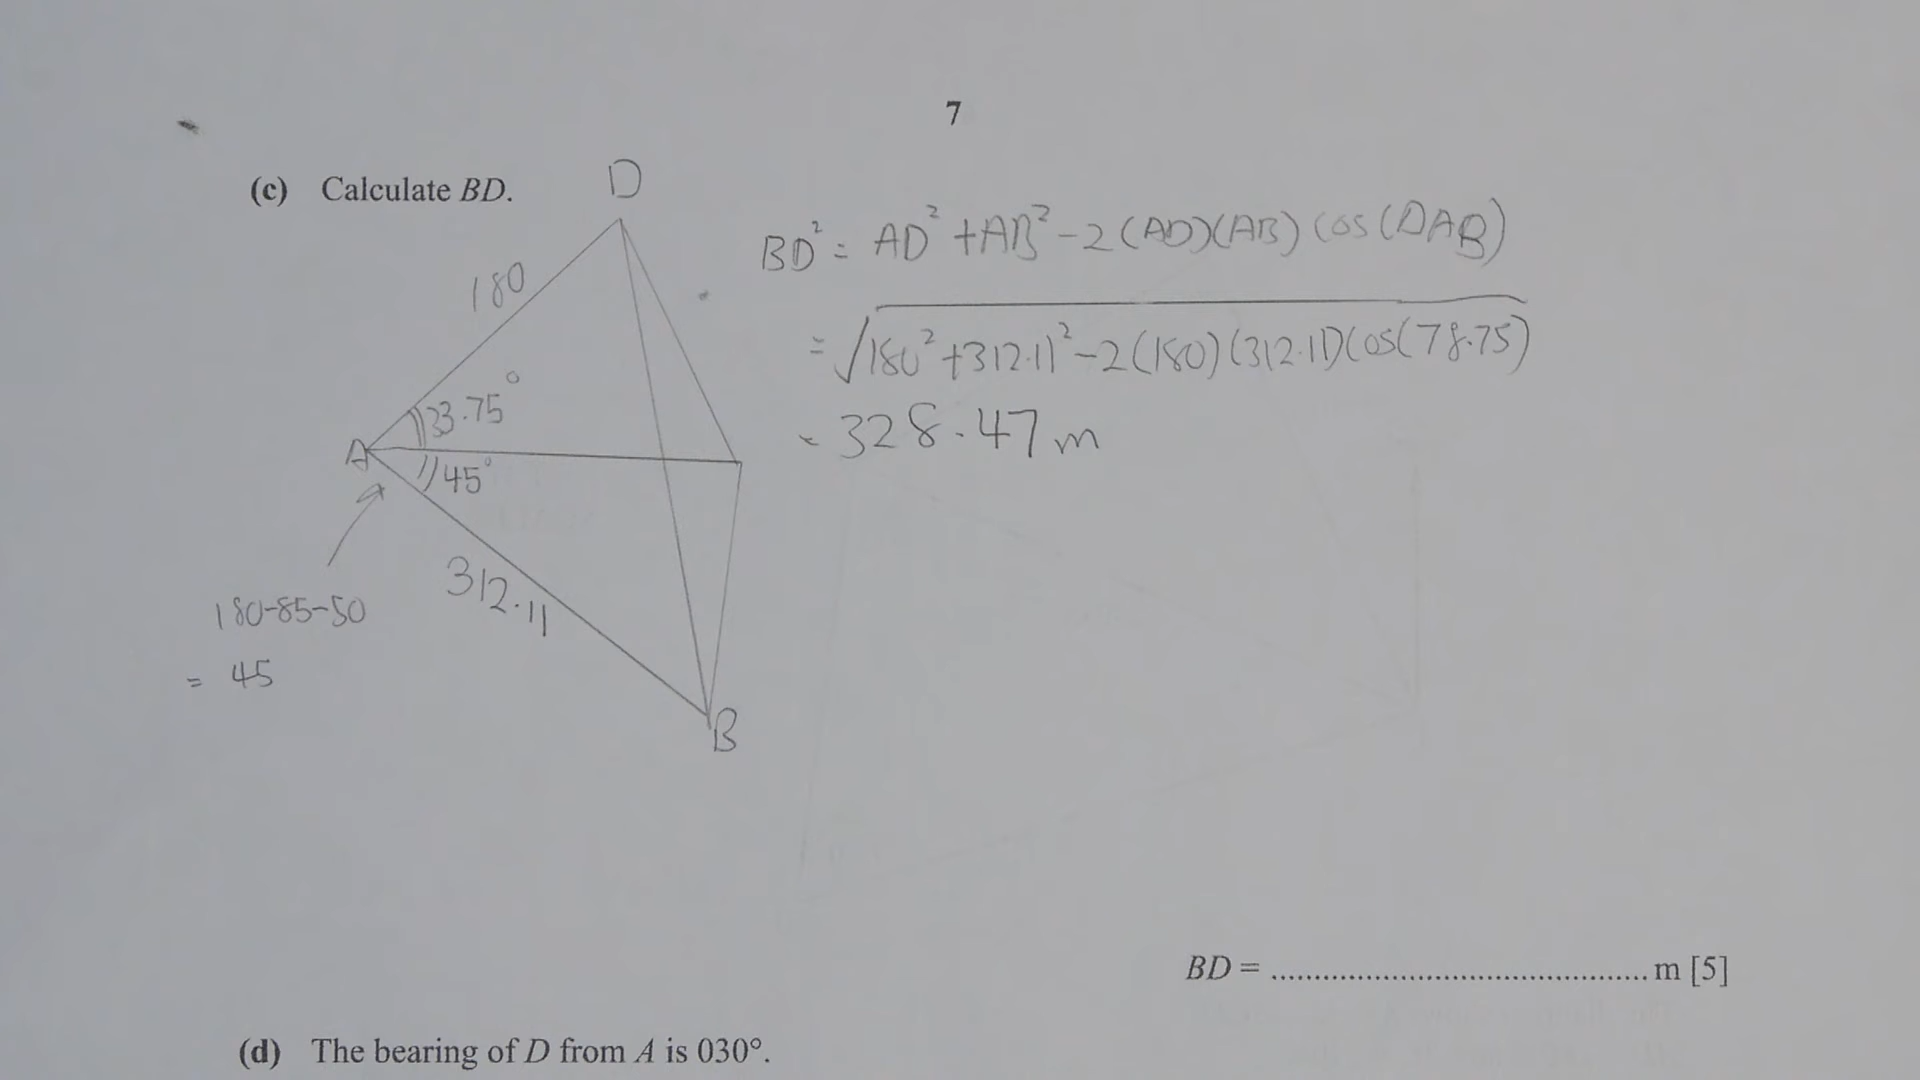 7
(c) Calculate BD.
D
BD² = AD² + AB² - 2(AD)(AB) cos(DAB)
180
= √180² + 312.11² - 2(180)(312.11)cos(78.75)
33.75°
= 328.47 m
A
45°
312.11
180-85-50
= 45
B
BD = ............................................ m [5]
(d) The bearing of D from A is 030°.